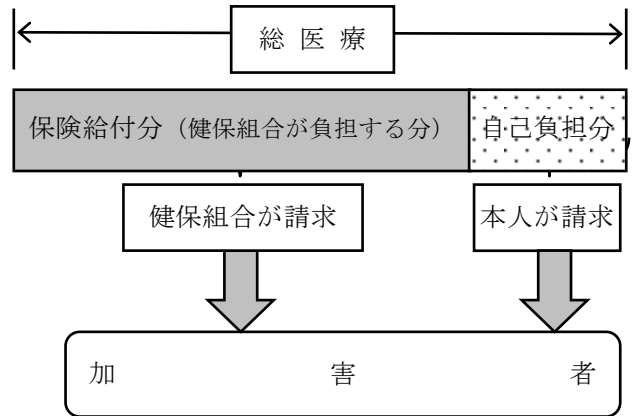 総 医 療
保険給付分（健保組合が負担する分） 自己負担分
健保組合が請求 本人が請求
加 害 者